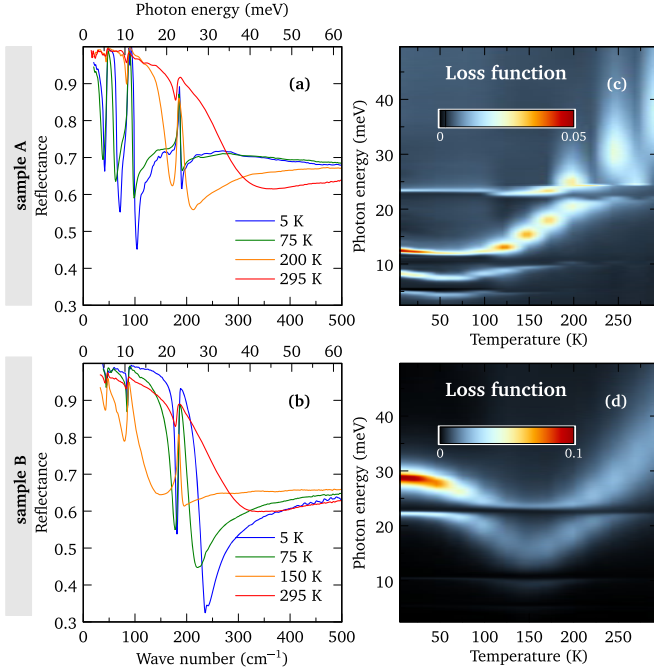 Photon energy (meV)
0 10 20 30 40 50 60
sample A
Reflectance
0.9
0.8
0.7
0.6
0.5
0.4
0.3
(a)
5 K
75 K
200 K
295 K
0 100 200 300 400 500
Photon energy (meV)
40
30
20
10
Loss function
(c)
0 0.05
50 100 150 200 250
Temperature (K)
0 10 20 30 40 50 60
sample B
Reflectance
0.9
0.8
0.7
0.6
0.5
0.4
0.3
(b)
5 K
75 K
150 K
295 K
0 100 200 300 400 500
Wave number (cm⁻¹)
Photon energy (meV)
40
30
20
10
Loss function
(d)
0 0.1
50 100 150 200 250
Temperature (K)